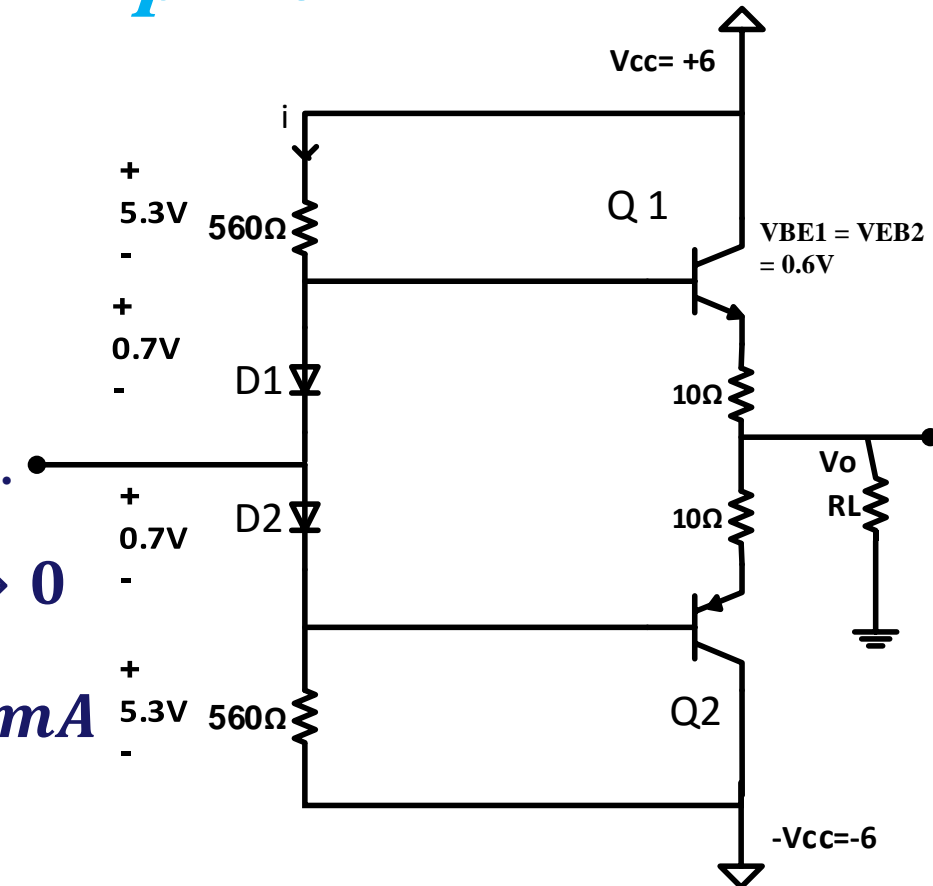 Vcc= +6
i
+
5.3V
-
560Ω
Q 1
VBE1 = VEB2
= 0.6V
+
0.7V
-
D1
10Ω
.
+
0.7V
-
D2
Vo
RL
10Ω
0
+
5.3V
-
560Ω
mA
Q2
-Vcc=-6